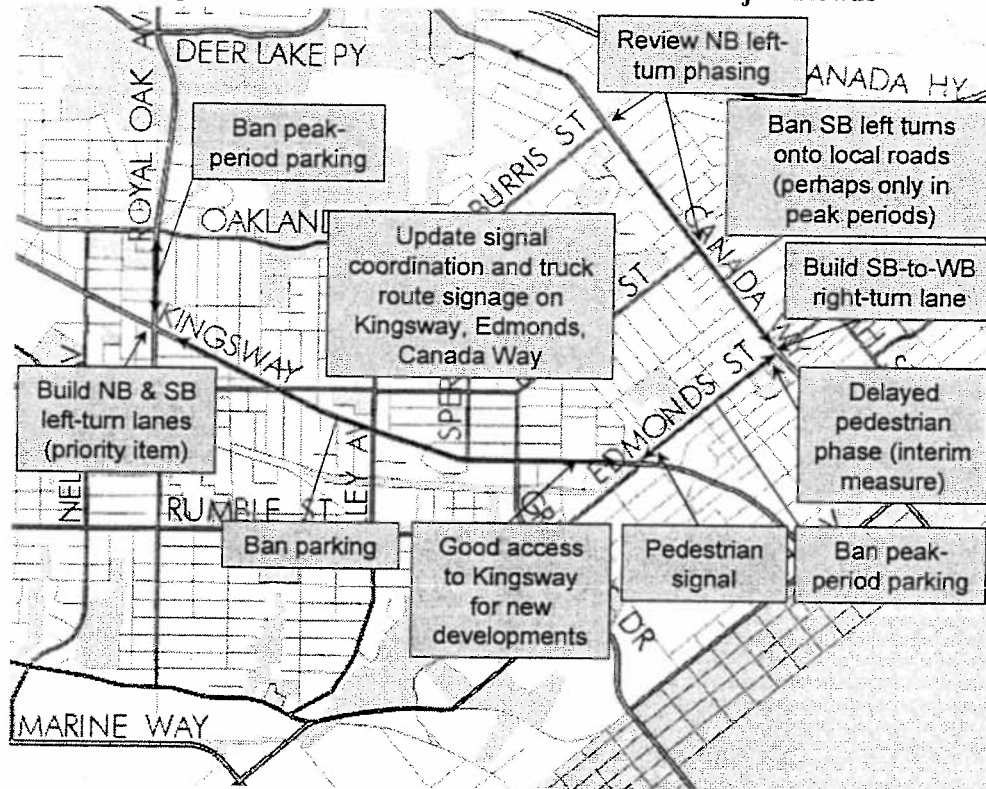 Roads
DEER LAKE PY
ROYAL OAK AV
Review NB left-
turn phasing
ANADA HY
Ban peak-
period parking
Ban SB left turns
onto local roads
(perhaps only in
peak periods)
BURRIS ST
OAKLAND
Update signal
coordination and truck
route signage on
Kingsway, Edmonds,
Canada Way
ST
CANADA W
Build SB-to-WB
right-turn lane
KINGSWAY
Build NB & SB
left-turn lanes
(priority item)
SPER
EDMONDS ST
Delayed
pedestrian
phase (interim
measure)
NEL
LEY A
RUMBLE ST
Ban parking
Good access
to Kingsway
for new
developments
Pedestrian
signal
Ban peak-
period parking
DR
MARINE WAY